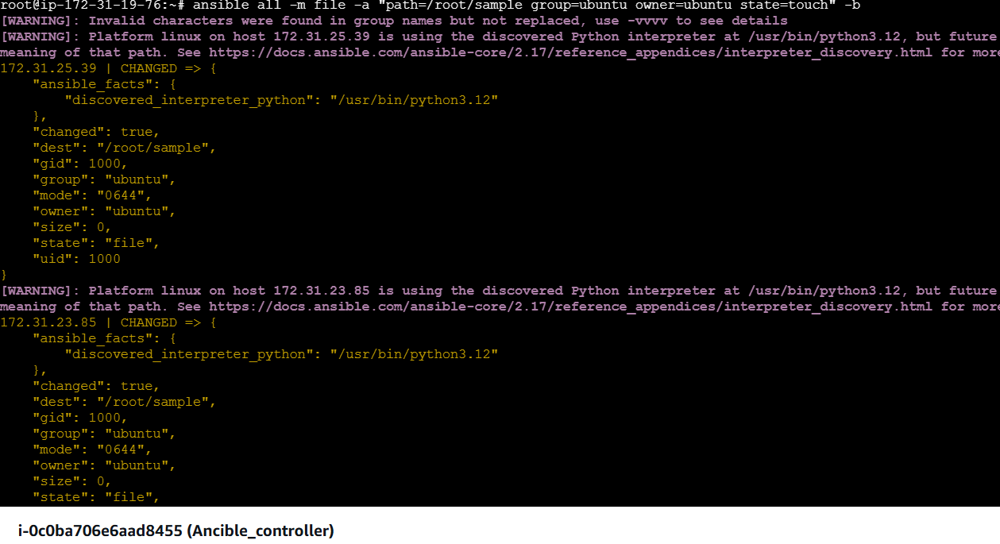 root@ip-172-31-19-76:~# ansible all -m file -a "path=/root/sample group=ubuntu owner=ubuntu state=touch" -b
[WARNING]: Invalid characters were found in group names but not replaced, use -vvvv to see details
[WARNING]: Platform linux on host 172.31.25.39 is using the discovered Python interpreter at /usr/bin/python3.12, but future
meaning of that path. See https://docs.ansible.com/ansible-core/2.17/reference_appendices/interpreter_discovery.html for more
172.31.25.39 | CHANGED => {
    "ansible_facts": {
        "discovered_interpreter_python": "/usr/bin/python3.12"
    },
    "changed": true,
    "dest": "/root/sample",
    "gid": 1000,
    "group": "ubuntu",
    "mode": "0644",
    "owner": "ubuntu",
    "size": 0,
    "state": "file",
    "uid": 1000
}
[WARNING]: Platform linux on host 172.31.23.85 is using the discovered Python interpreter at /usr/bin/python3.12, but future
meaning of that path. See https://docs.ansible.com/ansible-core/2.17/reference_appendices/interpreter_discovery.html for more
172.31.23.85 | CHANGED => {
    "ansible_facts": {
        "discovered_interpreter_python": "/usr/bin/python3.12"
    },
    "changed": true,
    "dest": "/root/sample",
    "gid": 1000,
    "group": "ubuntu",
    "mode": "0644",
    "owner": "ubuntu",
    "size": 0,
    "state": "file",
i-0c0ba706e6aad8455 (Ancible_controller)